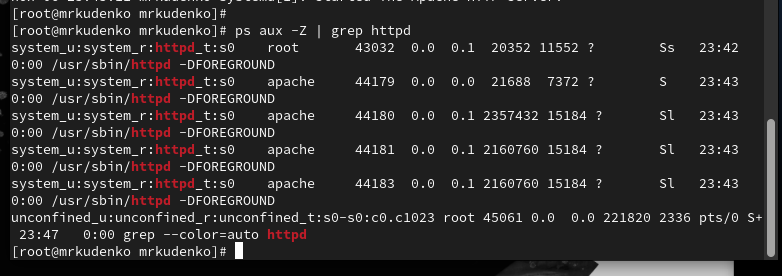 [root@mrkudenko mrkudenko]#
[root@mrkudenko mrkudenko]# ps aux -Z | grep httpd
system_u:system_r:httpd_t:s0    root       43032  0.0  0.1  20352 11552 ?        Ss   23:42
0:00 /usr/sbin/httpd -DFOREGROUND
system_u:system_r:httpd_t:s0    apache     44179  0.0  0.0  21688  7372 ?        S    23:43
0:00 /usr/sbin/httpd -DFOREGROUND
system_u:system_r:httpd_t:s0    apache     44180  0.0  0.1 2357432 15184 ?       Sl   23:43
0:00 /usr/sbin/httpd -DFOREGROUND
system_u:system_r:httpd_t:s0    apache     44181  0.0  0.1 2160760 15184 ?       Sl   23:43
0:00 /usr/sbin/httpd -DFOREGROUND
system_u:system_r:httpd_t:s0    apache     44183  0.0  0.1 2160760 15184 ?       Sl   23:43
0:00 /usr/sbin/httpd -DFOREGROUND
unconfined_u:unconfined_r:unconfined_t:s0-s0:c0.c1023 root 45061 0.0  0.0 221820 2336 pts/0 S+
 23:47   0:00 grep --color=auto httpd
[root@mrkudenko mrkudenko]#